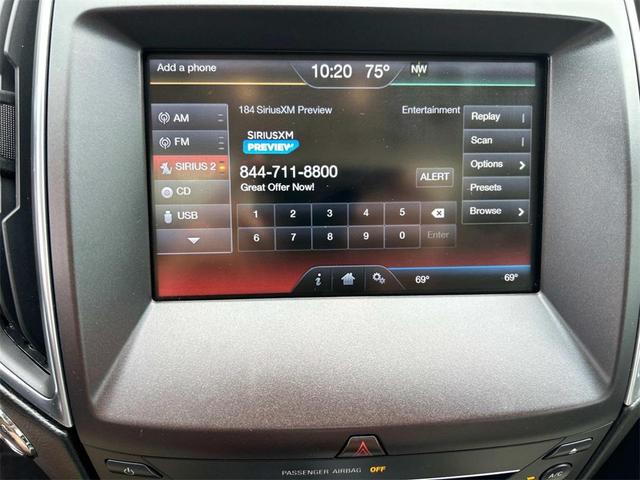 Add a phone
10:20 75° NW
AM
FM
SIRIUS 2
CD
USB
184 SiriusXM Preview Entertainment
SIRIUSXM
PREVIEW
844-711-8800
Great Offer Now!
ALERT
1 2 3 4 5
6 7 8 9 0 Enter
Replay
Scan
Options
Presets
Browse
i
69° 69°
PASSENGER AIRBAG OFF
A/C